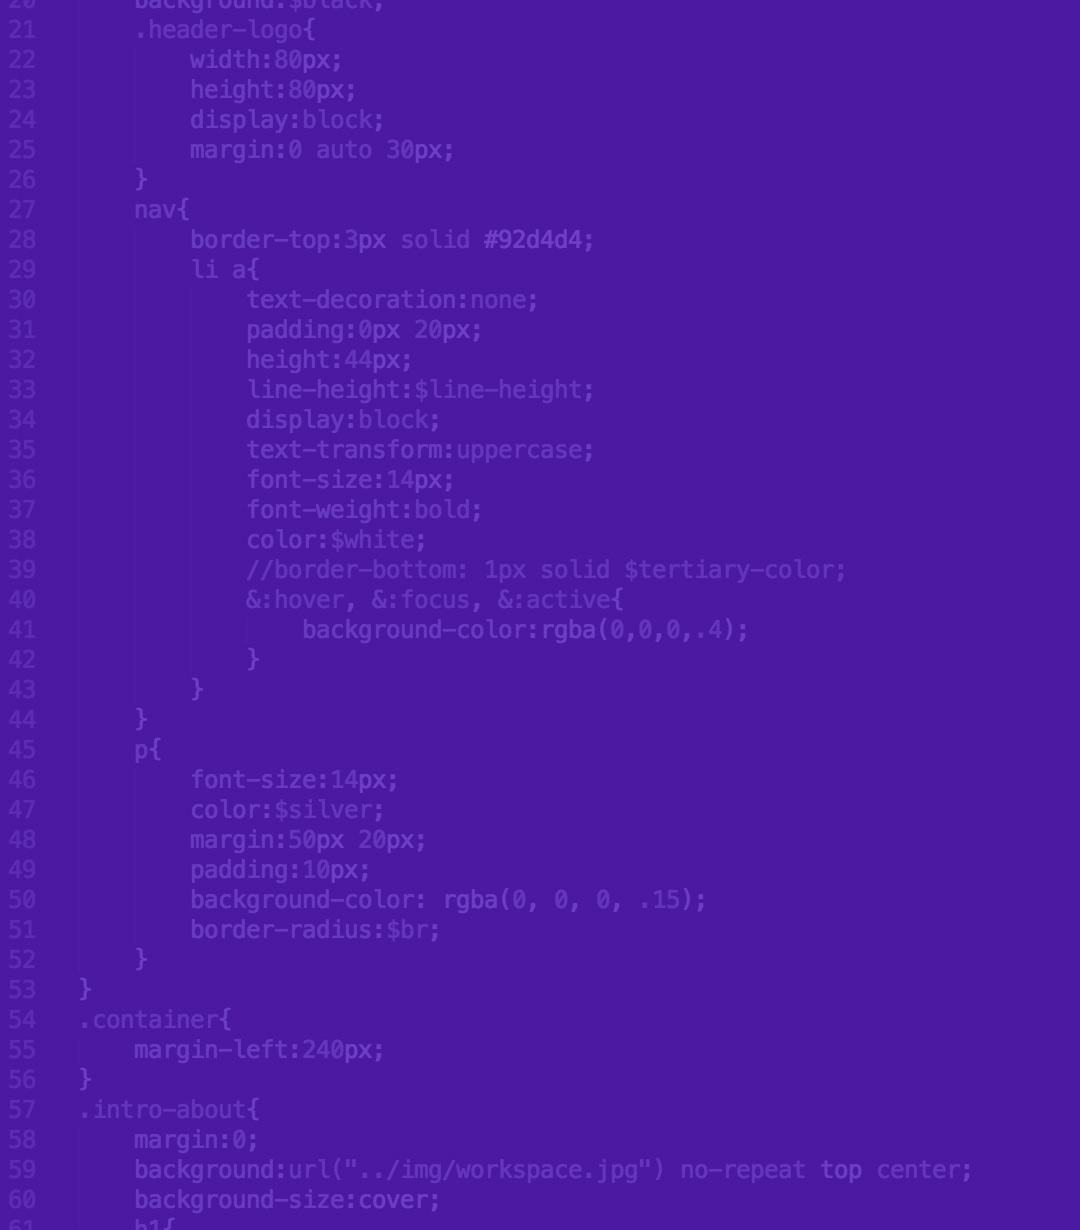 20 background:$black;
21 .header-logo{
22 width:80px;
23 height:80px;
24 display:block;
25 margin:0 auto 30px;
26 }
27 nav{
28 border-top:3px solid #92d4d4;
29 li a{
30 text-decoration:none;
31 padding:0px 20px;
32 height:44px;
33 line-height:$line-height;
34 display:block;
35 text-transform:uppercase;
36 font-size:14px;
37 font-weight:bold;
38 color:$white;
39 //border-bottom: 1px solid $tertiary-color;
40 &:hover, &:focus, &:active{
41 background-color:rgba(0,0,0,.4);
42 }
43 }
44 }
45 p{
46 font-size:14px;
47 color:$silver;
48 margin:50px 20px;
49 padding:10px;
50 background-color: rgba(0, 0, 0, .15);
51 border-radius:$br;
52 }
53 }
54 .container{
55 margin-left:240px;
56 }
57 .intro-about{
58 margin:0;
59 background:url("../img/workspace.jpg") no-repeat top center;
60 background-size:cover;
61 h1{